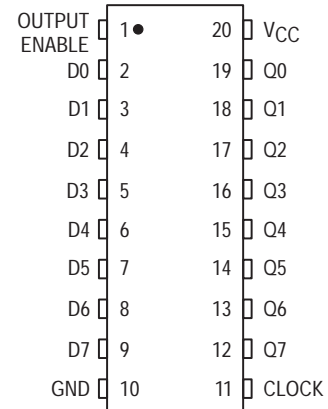 OUTPUT
ENABLE 1 20 VCC
D0 2 19 Q0
D1 3 18 Q1
D2 4 17 Q2
D3 5 16 Q3
D4 6 15 Q4
D5 7 14 Q5
D6 8 13 Q6
D7 9 12 Q7
GND 10 11 CLOCK